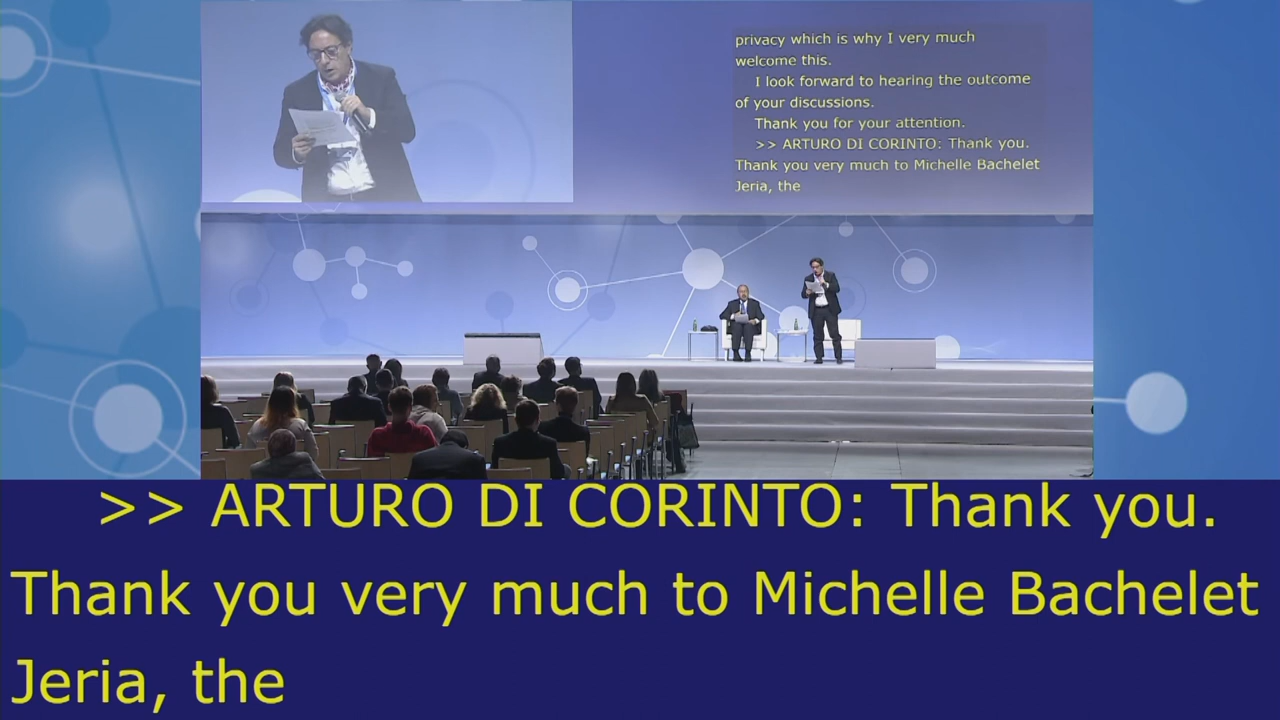 privacy which is why I very much
welcome this.
I look forward to hearing the outcome
of your discussions.
Thank you for your attention.
>> ARTURO DI CORINTO: Thank you.
Thank you very much to Michelle Bachelet
Jeria, the
>> ARTURO DI CORINTO: Thank you.
Thank you very much to Michelle Bachelet
Jeria, the